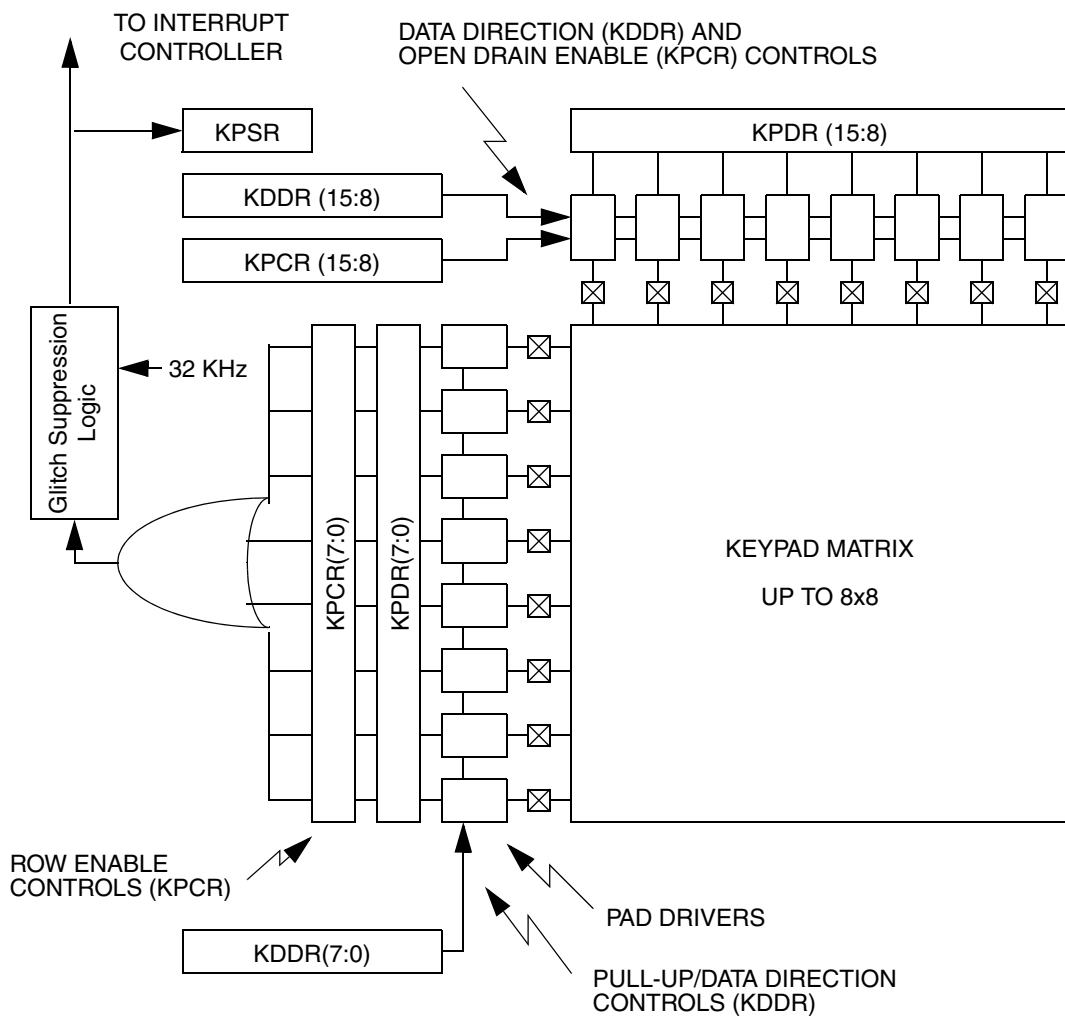 TO INTERRUPT
CONTROLLER
DATA DIRECTION (KDDR) AND
OPEN DRAIN ENABLE (KPCR) CONTROLS
KPSR
KPDR (15:8)
KDDR (15:8)
KPCR (15:8)
Glitch Suppression
Logic
32 KHz
KPCR(7:0)
KPDR(7:0)
KEYPAD MATRIX
UP TO 8x8
ROW ENABLE
CONTROLS (KPCR)
PAD DRIVERS
KDDR(7:0)
PULL-UP/DATA DIRECTION
CONTROLS (KDDR)